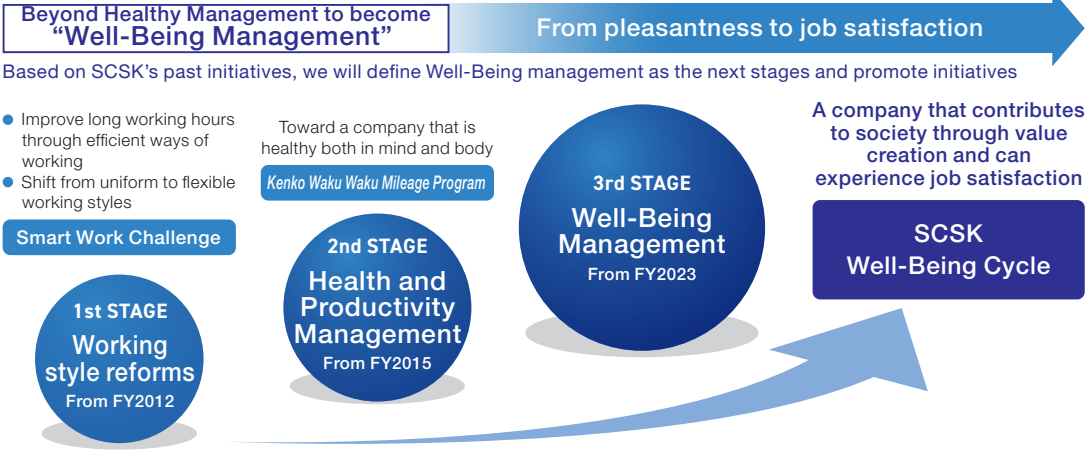 Beyond Healthy Management to become
“Well-Being Management”
From pleasantness to job satisfaction
Based on SCSK’s past initiatives, we will define Well-Being management as the next stages and promote initiatives
● Improve long working hours
through efficient ways of
working
● Shift from uniform to flexible
working styles
Smart Work Challenge
1st STAGE
Working
style reforms
From FY2012
Toward a company that is
healthy both in mind and body
Kenko Waku Waku Mileage Program
2nd STAGE
Health and
Productivity
Management
From FY2015
3rd STAGE
Well-Being
Management
From FY2023
A company that contributes
to society through value
creation and can
experience job satisfaction
SCSK
Well-Being Cycle